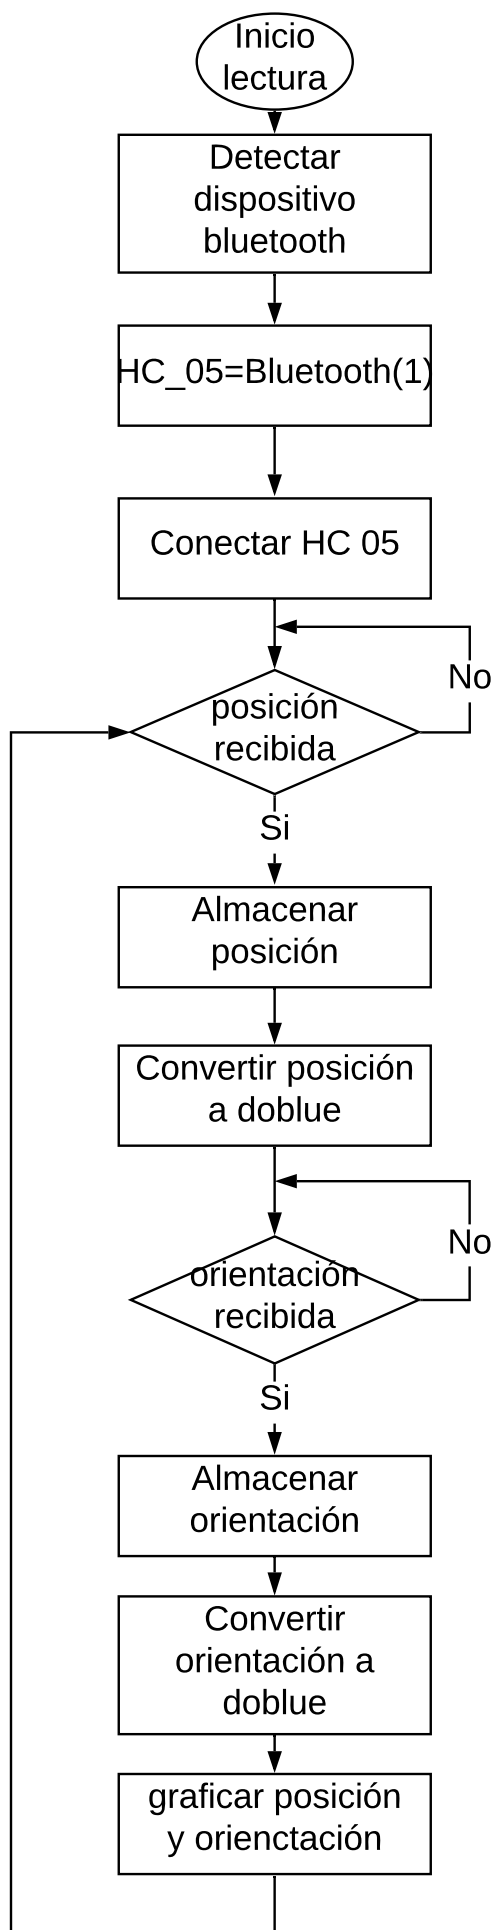 Inicio
lectura
Detectar
dispositivo
bluetooth
HC_05=Bluetooth(1)
Conectar HC 05
No
posición
recibida
Si
Almacenar
posición
Convertir posición
a doblue
No
orientación
recibida
Si
Almacenar
orientación
Convertir
orientación a
doblue
graficar posición
y orienctación